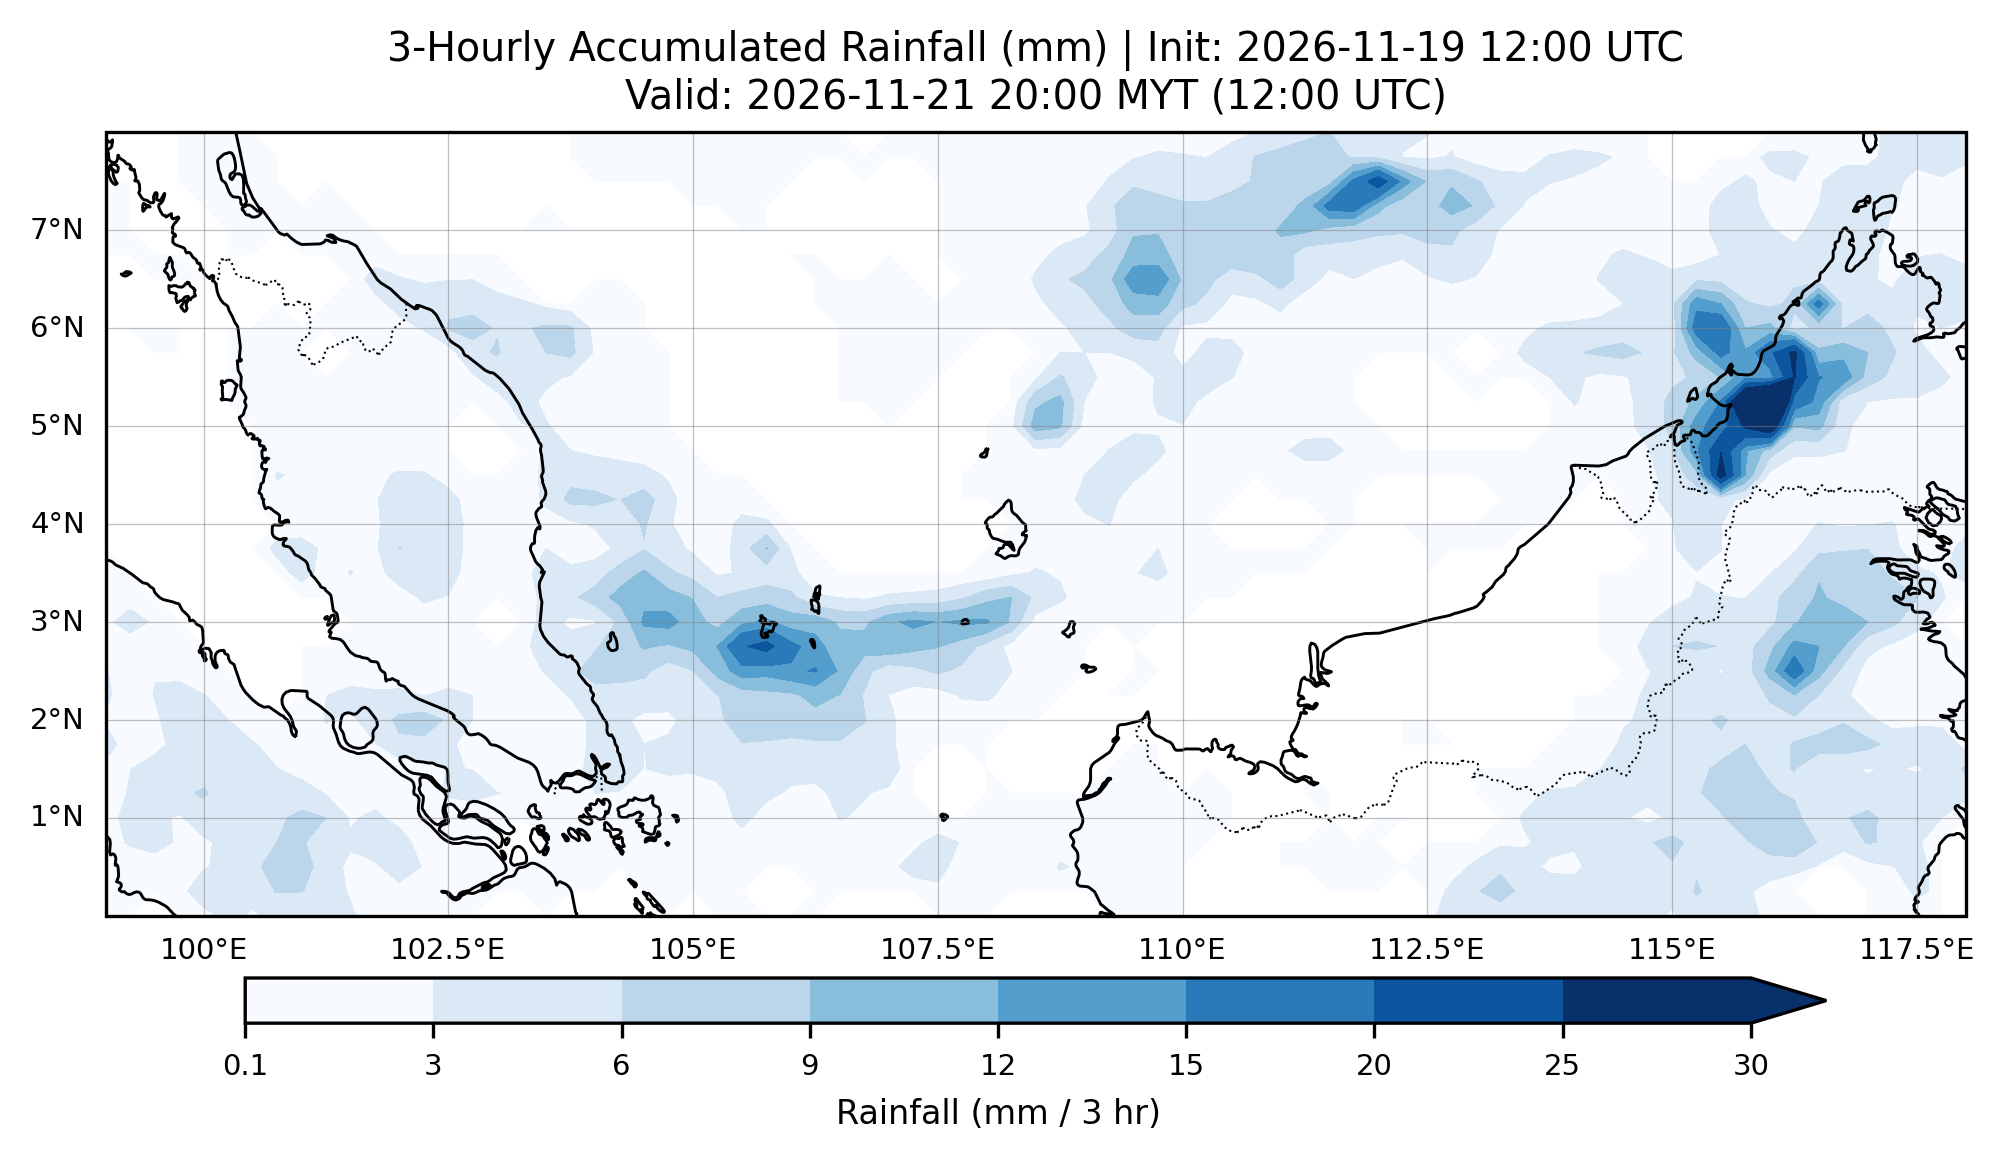 3-Hourly Accumulated Rainfall (mm) | Init: 2026-11-19 12:00 UTC
Valid: 2026-11-21 20:00 MYT (12:00 UTC)
7°N
6°N
5°N
4°N
3°N
2°N
1°N
100°E 102.5°E 105°E 107.5°E 110°E 112.5°E 115°E 117.5°E
0.1 3 6 9 12 15 20 25 30
Rainfall (mm / 3 hr)